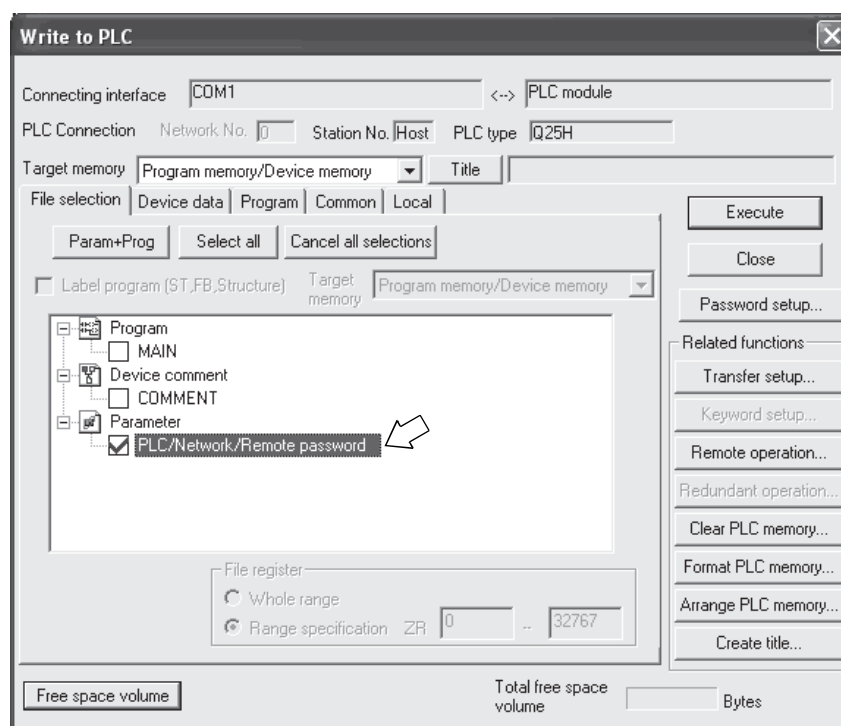 Write to PLC
Connecting interface COM1 <--> PLC module
PLC Connection Network No. 0 Station No. Host PLC type Q25H
Target memory Program memory/Device memory Title
File selection Device data Program Common Local
Param+Prog Select all Cancel all selections
Label program (ST,FB,Structure) Target memory Program memory/Device memory
Program
MAIN
Device comment
COMMENT
Parameter
PLC/Network/Remote password
File register
Whole range
Range specification ZR 0 .. 32767
Execute
Close
Password setup...
Related functions
Transfer setup...
Keyword setup...
Remote operation...
Redundant operation...
Clear PLC memory...
Format PLC memory...
Arrange PLC memory...
Create title...
Free space volume
Total free space
volume Bytes